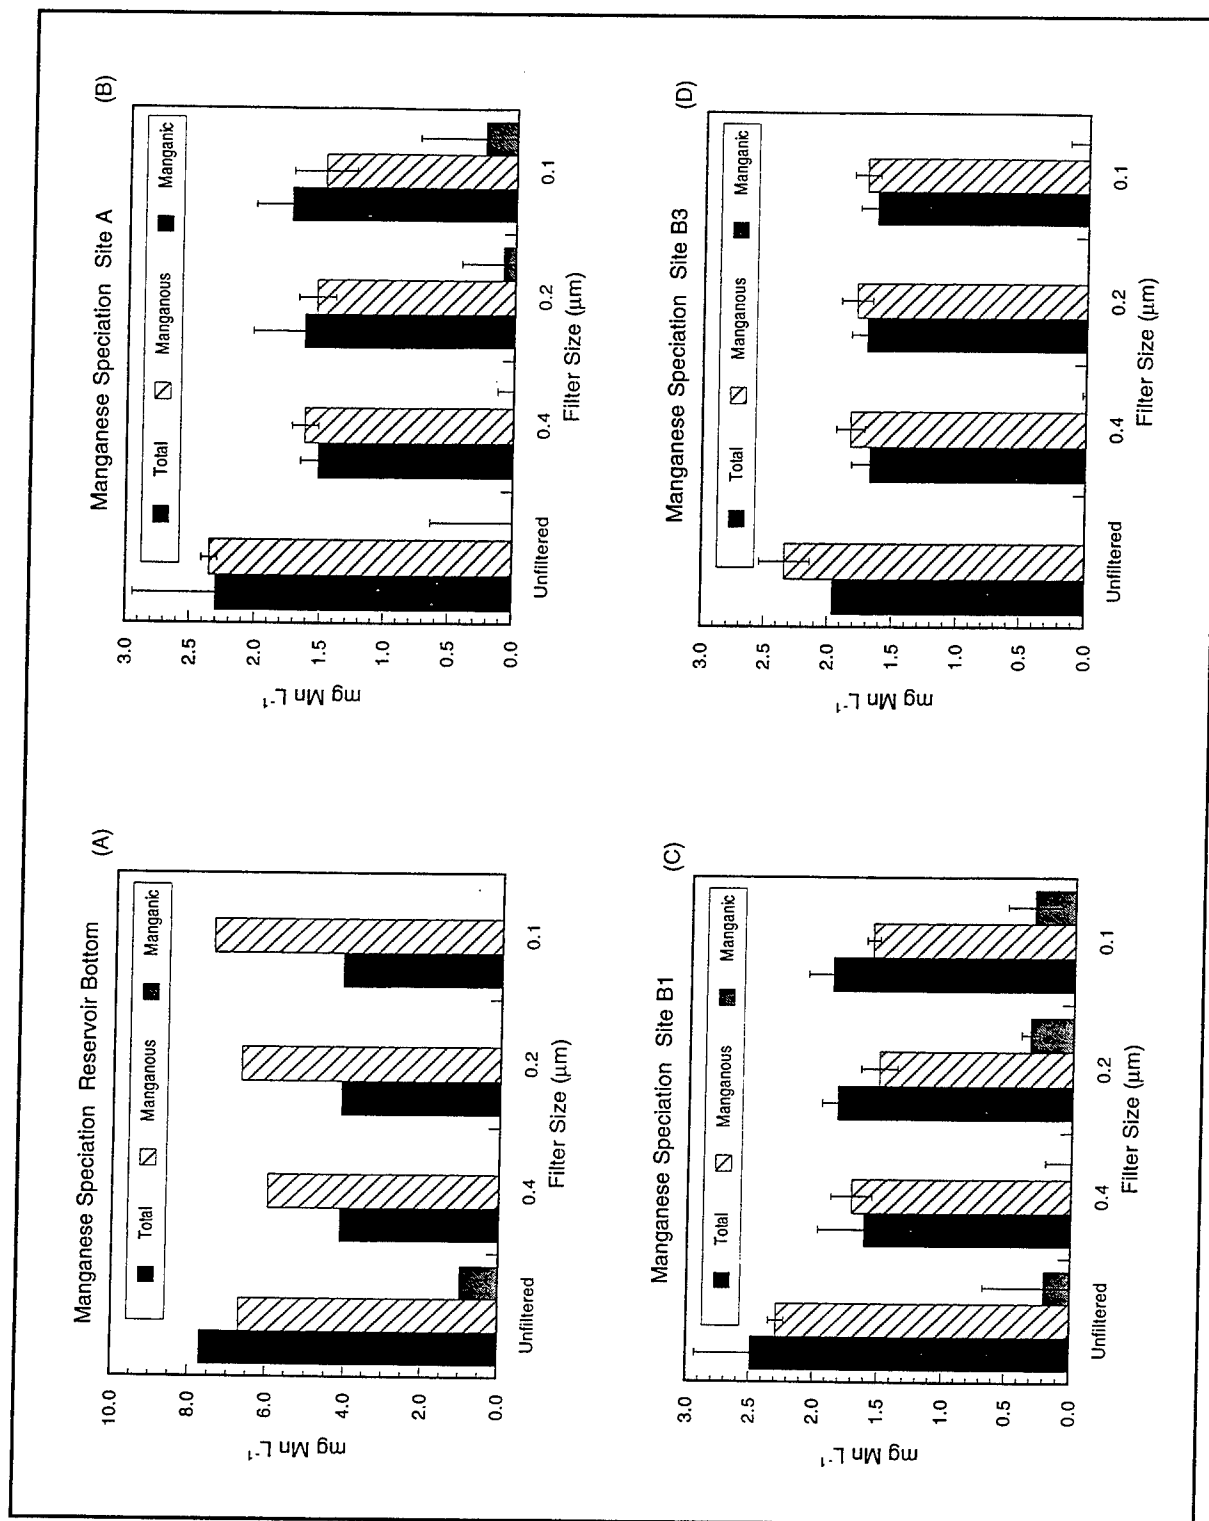 Manganese Speciation Reservoir Bottom
(A)
Total Manganous Manganic
10.0
8.0
6.0
4.0
2.0
0.0
mg Mn L-1
Unfiltered 0.4 0.2 0.1
Filter Size (µm)
Manganese Speciation Site A
(B)
Total Manganous Manganic
3.0
2.5
2.0
1.5
1.0
0.5
0.0
mg Mn L-1
Unfiltered 0.4 0.2 0.1
Filter Size (µm)
Manganese Speciation Site B1
(C)
Total Manganous Manganic
3.0
2.5
2.0
1.5
1.0
0.5
0.0
mg Mn L-1
Unfiltered 0.4 0.2 0.1
Filter Size (µm)
Manganese Speciation Site B3
(D)
Total Manganous Manganic
3.0
2.5
2.0
1.5
1.0
0.5
0.0
mg Mn L-1
Unfiltered 0.4 0.2 0.1
Filter Size (µm)